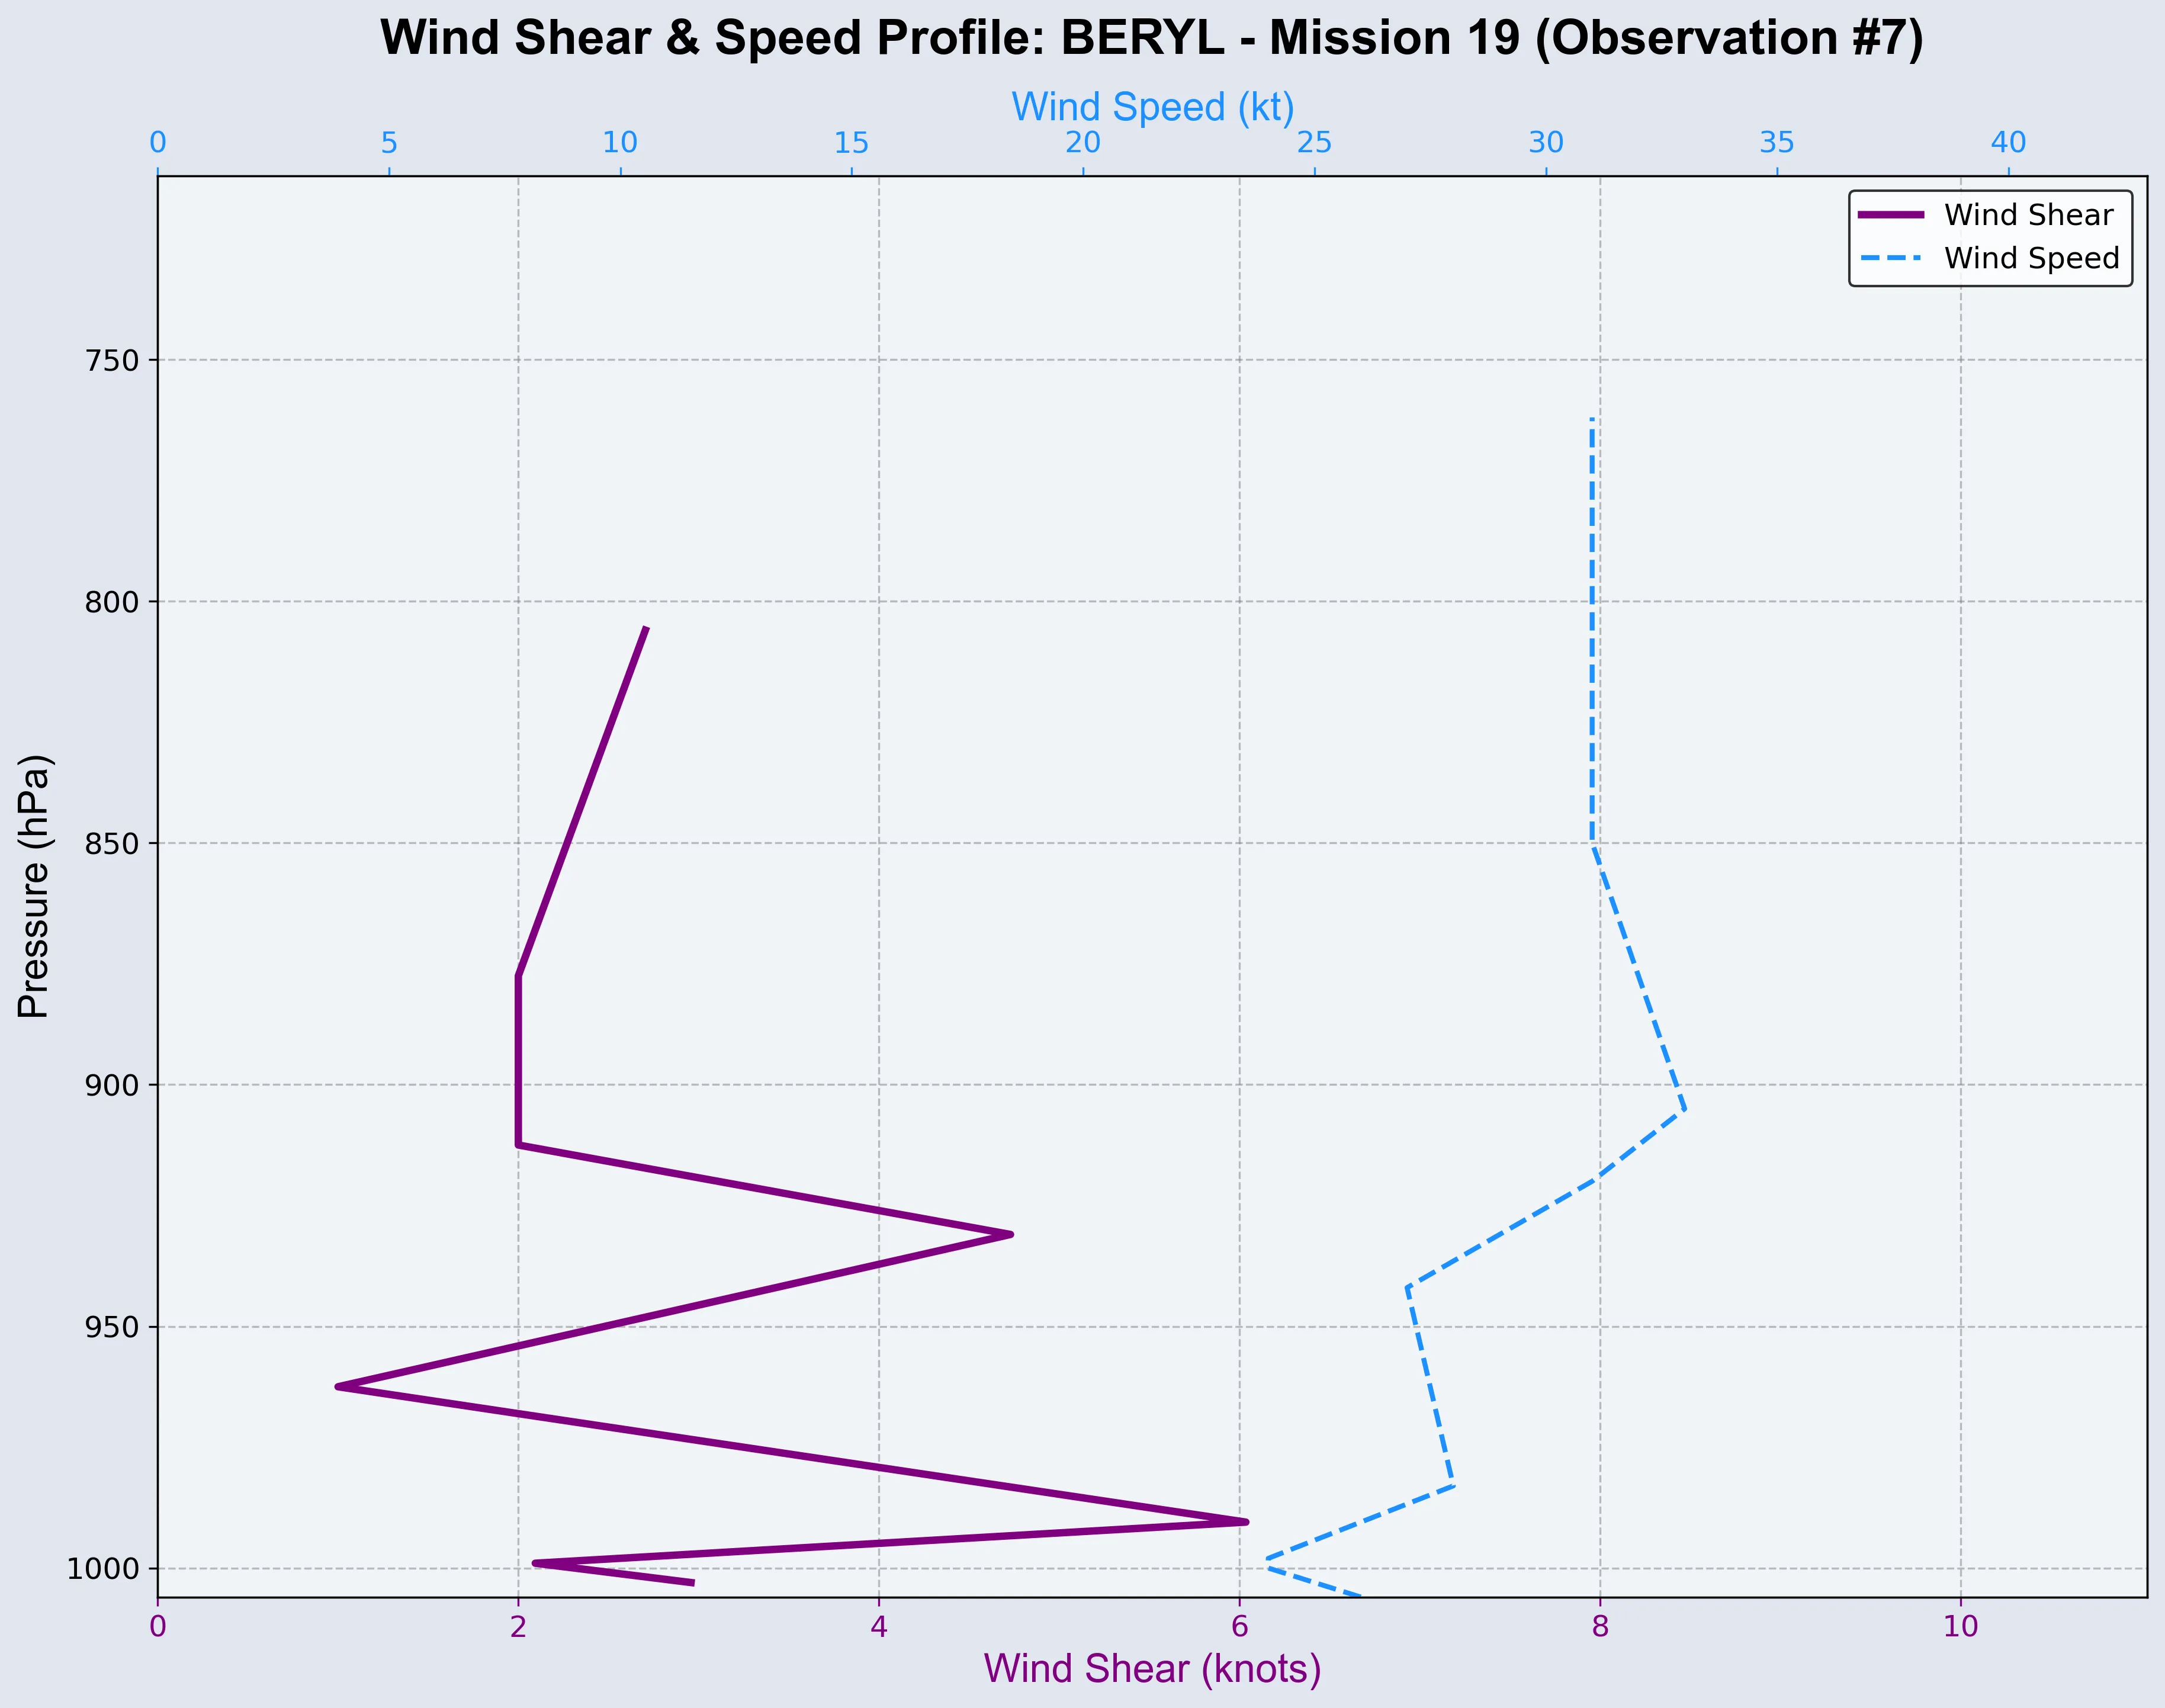 Wind Shear & Speed Profile: BERYL - Mission 19 (Observation #7)
Wind Speed (kt)
0 5 10 15 20 25 30 35 40
Wind Shear
Wind Speed
Pressure (hPa)
750
800
850
900
950
1000
0 2 4 6 8 10
Wind Shear (knots)